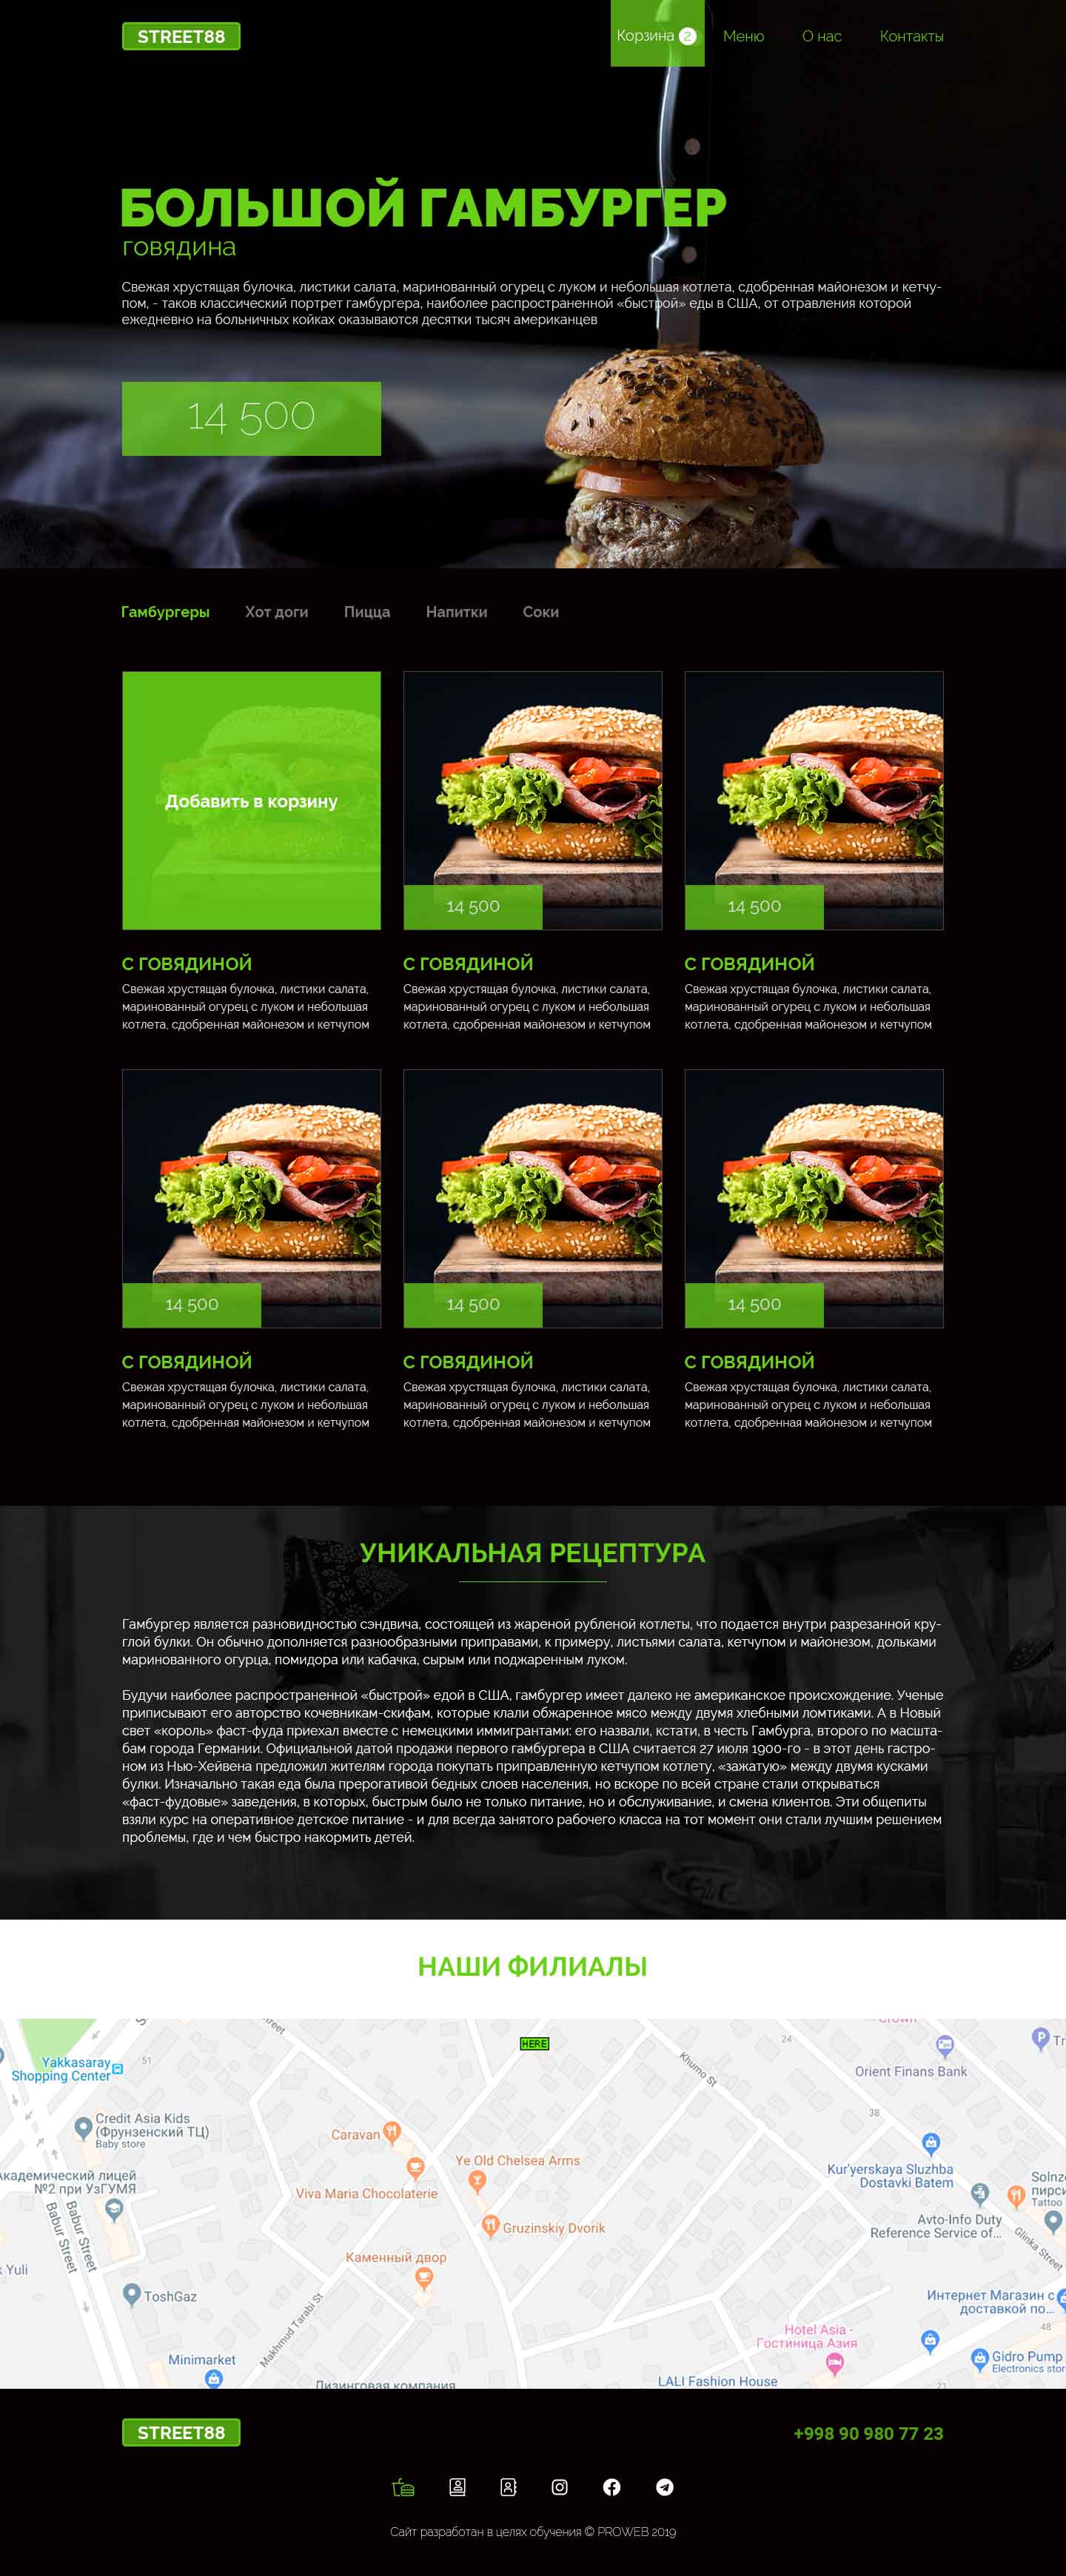 STREET88
Корзина 2
Меню
О нас
Контакты
БОЛЬШОЙ ГАМБУРГЕР
говядина
Свежая хрустящая булочка, листики салата, маринованный огурец с луком и небольшая котлета, сдобренная майонезом и кетчу-
пом, - таков классический портрет гамбургера, наиболее распространенной «быстрой» еды в США, от отравления которой
ежедневно на больничных койках оказываются десятки тысяч американцев
14 500
Гамбургеры
Хот доги
Пицца
Напитки
Соки
Добавить в корзину
14 500
14 500
С ГОВЯДИНОЙ
Свежая хрустящая булочка, листики салата,
маринованный огурец с луком и небольшая
котлета, сдобренная майонезом и кетчупом
С ГОВЯДИНОЙ
Свежая хрустящая булочка, листики салата,
маринованный огурец с луком и небольшая
котлета, сдобренная майонезом и кетчупом
С ГОВЯДИНОЙ
Свежая хрустящая булочка, листики салата,
маринованный огурец с луком и небольшая
котлета, сдобренная майонезом и кетчупом
14 500
14 500
14 500
С ГОВЯДИНОЙ
Свежая хрустящая булочка, листики салата,
маринованный огурец с луком и небольшая
котлета, сдобренная майонезом и кетчупом
С ГОВЯДИНОЙ
Свежая хрустящая булочка, листики салата,
маринованный огурец с луком и небольшая
котлета, сдобренная майонезом и кетчупом
С ГОВЯДИНОЙ
Свежая хрустящая булочка, листики салата,
маринованный огурец с луком и небольшая
котлета, сдобренная майонезом и кетчупом
УНИКАЛЬНАЯ РЕЦЕПТУРА
Гамбургер является разновидностью сэндвича, состоящей из жареной рубленой котлеты, что подается внутри разрезанной кру-
глой булки. Он обычно дополняется разнообразными приправами, к примеру, листьями салата, кетчупом и майонезом, дольками
маринованного огурца, помидора или кабачка, сырым или поджаренным луком.
Будучи наиболее распространенной «быстрой» едой в США, гамбургер имеет далеко не американское происхождение. Ученые
приписывают его авторство кочевникам-скифам, которые клали обжаренное мясо между двумя хлебными ломтиками. А в Новый
свет «король» фаст-фуда приехал вместе с немецкими иммигрантами: его назвали, кстати, в честь Гамбурга, второго по масшта-
бам города Германии. Официальной датой продажи первого гамбургера в США считается 27 июля 1900-го - в этот день гастро-
ном из Нью-Хейвена предложил жителям города покупать приправленную кетчупом котлету, «зажатую» между двумя кусками
булки. Изначально такая еда была прерогативой бедных слоев населения, но вскоре по всей стране стали открываться
«фаст-фудовые» заведения, в которых, быстрым было не только питание, но и обслуживание, и смена клиентов. Эти общепиты
взяли курс на оперативное детское питание - и для всегда занятого рабочего класса на тот момент они стали лучшим решением
проблемы, где и чем быстро накормить детей.
НАШИ ФИЛИАЛЫ
HERE
24
Yakkasaray
Shopping Center
51
Khumo St
Orient Finans Bank
38
Credit Asia Kids
(Фрунзенский ТЦ)
Baby store
Caravan
Ye Old Chelsea Arms
Viva Maria Chocolaterie
Kur'yerskaya Sluzhba
Dostavki Batem
Академический лицей
№2 при УзГУМЯ
Babur Street
Babur Street
Avto-Info Duty
Reference Service of...
Tattoo
Glinka Street
Gruzinskiy Dvorik
Каменный двор
Yuli
ToshGaz
Makhmud Tarabi St
Интернет Магазин с
доставкой по...
48
Hotel Asia -
Гостиница Азия
Gidro Pump
Electronics stor
Minimarket
Лизинговая компания
LALI Fashion House
21
STREET88
+998 90 980 77 23
Сайт разработан в целях обучения © PROWEB 2019